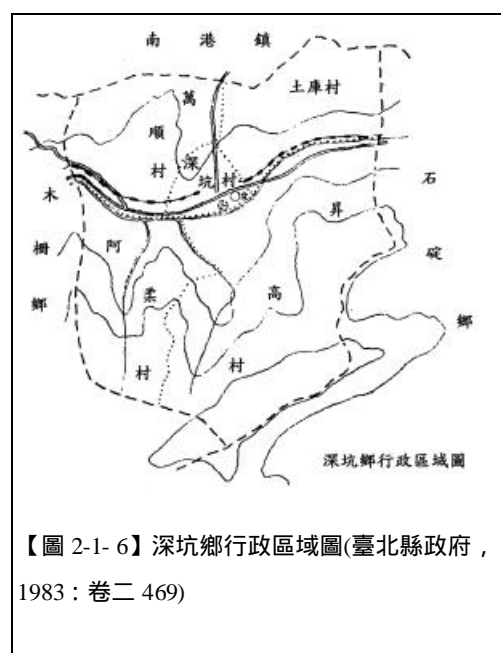 南港鎮
土庫村
萬順村
深坑村
石碇鄉
木柵鄉
阿柔村
昇高村
深坑鄉行政區域圖
【圖 2-1- 6】深坑鄉行政區域圖(臺北縣政府，
1983：卷二 469)